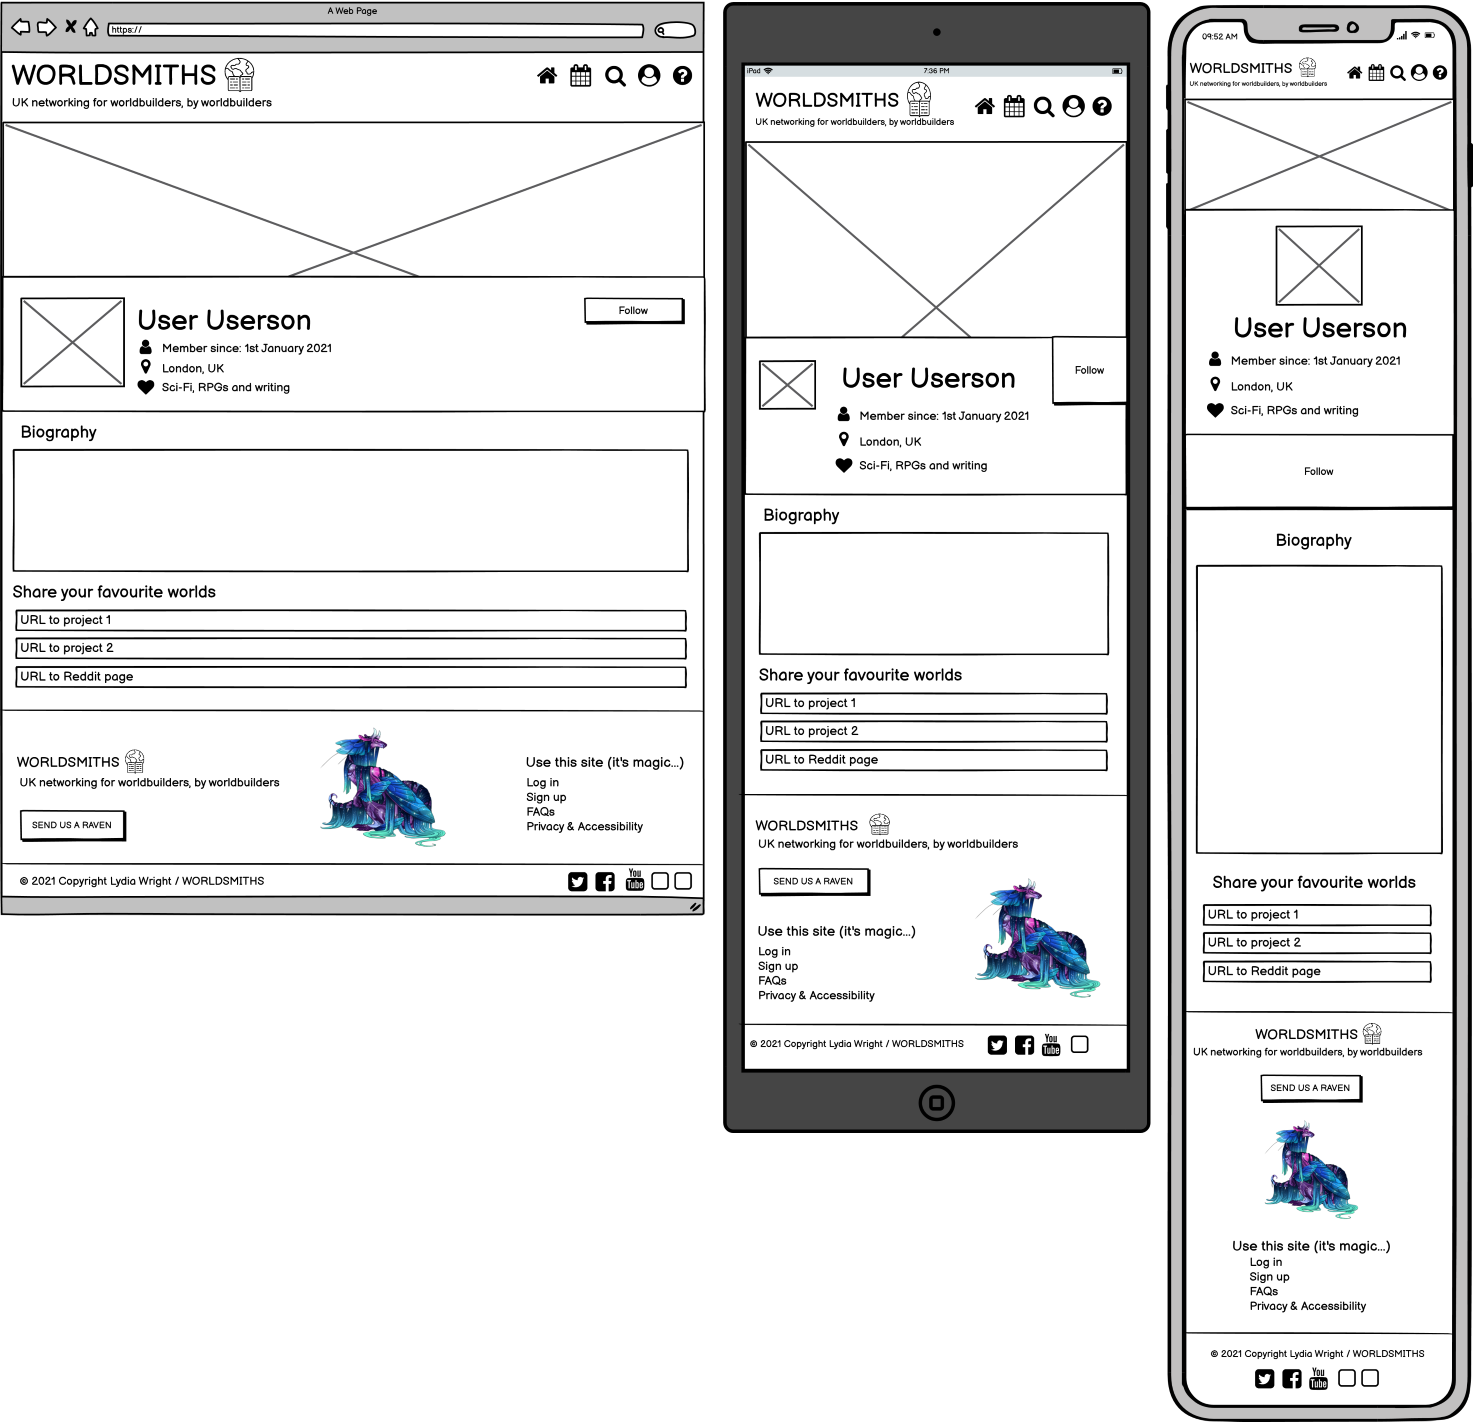 A Web Page
https://
WORLDSMITHS
UK networking for worldbuilders, by worldbuilders
User Userson
Follow
Member since: 1st January 2021
London, UK
Sci-Fi, RPGs and writing
Biography
Share your favourite worlds
URL to project 1
URL to project 2
URL to Reddit page
WORLDSMITHS
UK networking for worldbuilders, by worldbuilders
SEND US A RAVEN
Use this site (it's magic...)
Log in
Sign up
FAQs
Privacy & Accessibility
© 2021 Copyright Lydia Wright / WORLDSMITHS
You
Tube
iPad
7:36 PM
WORLDSMITHS
UK networking for worldbuilders, by worldbuilders
User Userson
Follow
Member since: 1st January 2021
London, UK
Sci-Fi, RPGs and writing
Biography
Share your favourite worlds
URL to project 1
URL to project 2
URL to Reddit page
WORLDSMITHS
UK networking for worldbuilders, by worldbuilders
SEND US A RAVEN
Use this site (it's magic...)
Log in
Sign up
FAQs
Privacy & Accessibility
© 2021 Copyright Lydia Wright / WORLDSMITHS
You
Tube
09:52 AM
WORLDSMITHS
UK networking for worldbuilders, by worldbuilders
User Userson
Member since: 1st January 2021
London, UK
Sci-Fi, RPGs and writing
Follow
Biography
Share your favourite worlds
URL to project 1
URL to project 2
URL to Reddit page
WORLDSMITHS
UK networking for worldbuilders, by worldbuilders
SEND US A RAVEN
Use this site (it's magic...)
Log in
Sign up
FAQs
Privacy & Accessibility
© 2021 Copyright Lydia Wright / WORLDSMITHS
You
Tube